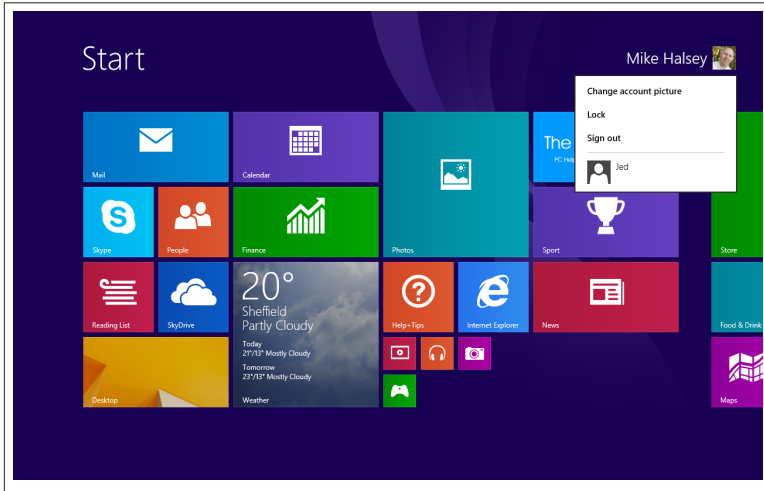 Start
Mike Halsey
Change account picture
Lock
Sign out
Jed
Mail
Calendar
The
PC Help
Skype
People
Finance
Photos
Sport
Store
Reading List
SkyDrive
20°
Sheffield
Partly Cloudy
Today
21°/13° Mostly Cloudy
Tomorrow
23°/13° Mostly Cloudy
Weather
Help+Tips
Internet Explorer
News
Food & Drink
Desktop
Maps